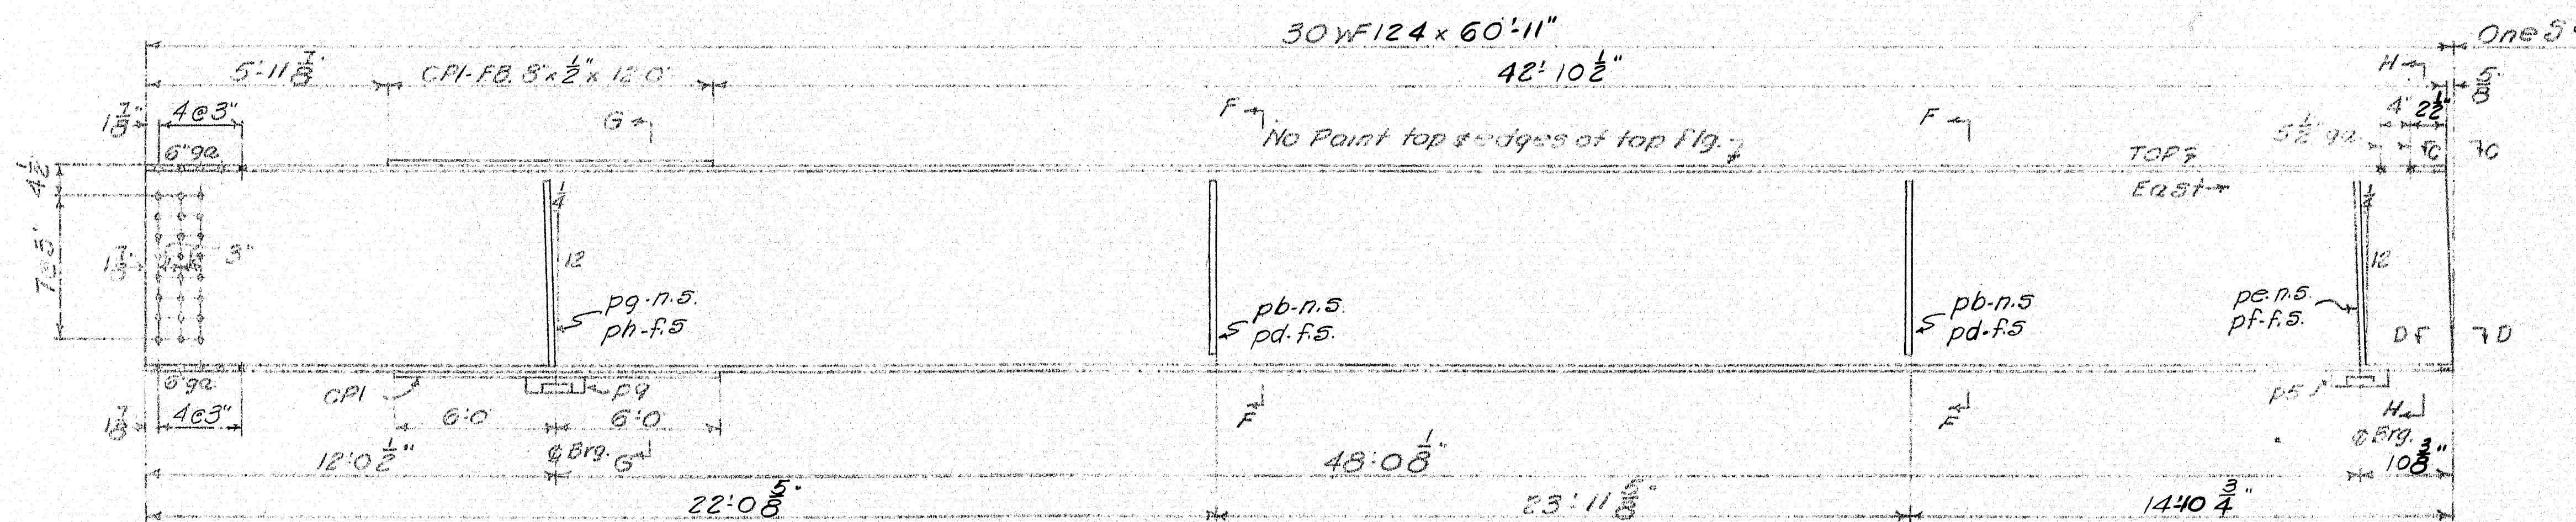 30 WF 124 x 60'-11"
One
5'-11 7/8"
CP1-FB. 8" x 1/2" x 12'-0"
42'-10 1/2"
H
5/8"
1 7/8"
4@3"
G
F
F
4"
2 1/2"
6" ga.
No Paint top & edges of top flg.
5 1/2" ga.
C
C
TOP
East
4 1/2"
7@5"
1 7/8"
3"
1/4
12
1/4
12
pg-n.s.
ph-f.s
pb-n.s.
pd-f.s.
pb-n.s
pd-f.s
pe-n.s.
pf-f.s.
D
D
6" ga.
CP1
p9
p5
1 7/8"
4@3"
6'-0
6'-0
F
F
H
12'-0 1/2"
₵ Brg.
G
48'-0 1/8"
₵ Brg.
10 3/8"
22'-0 5/8"
23'-11 5/8"
14'-10 3/4"